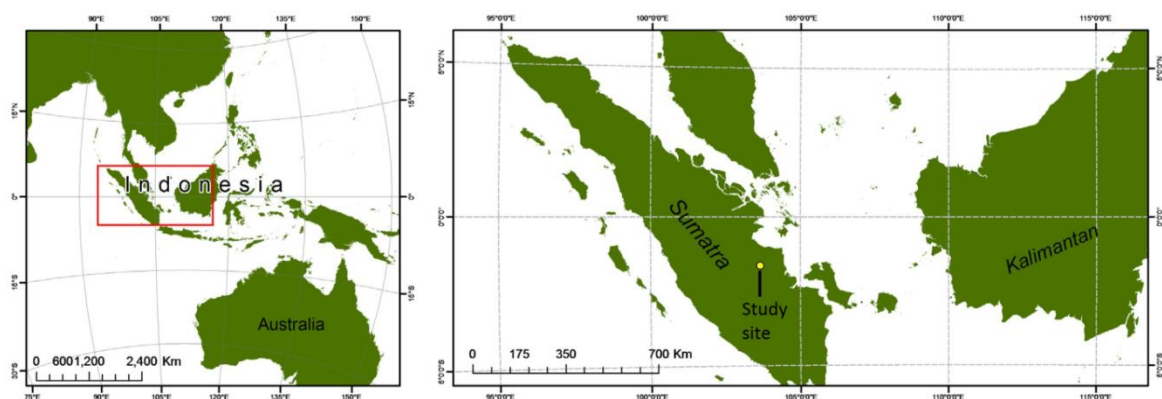 90°E 105°E 120°E 135°E
15°N 15°N
Indonesia
0° 0°
15°S 15°S
Australia
0 600 1,200 2,400 Km
30°S 30°S
75°E 90°E 105°E 120°E 135°E 150°E
95°0'0"E 100°0'0"E 105°0'0"E 110°0'0"E 115°0'0"E
5°0'0"N 5°0'0"N
0°0'0" 0°0'0"
Sumatra
Kalimantan
Study
site
0 175 350 700 Km
5°0'0"S 5°0'0"S
95°0'0"E 100°0'0"E 105°0'0"E 110°0'0"E 115°0'0"E